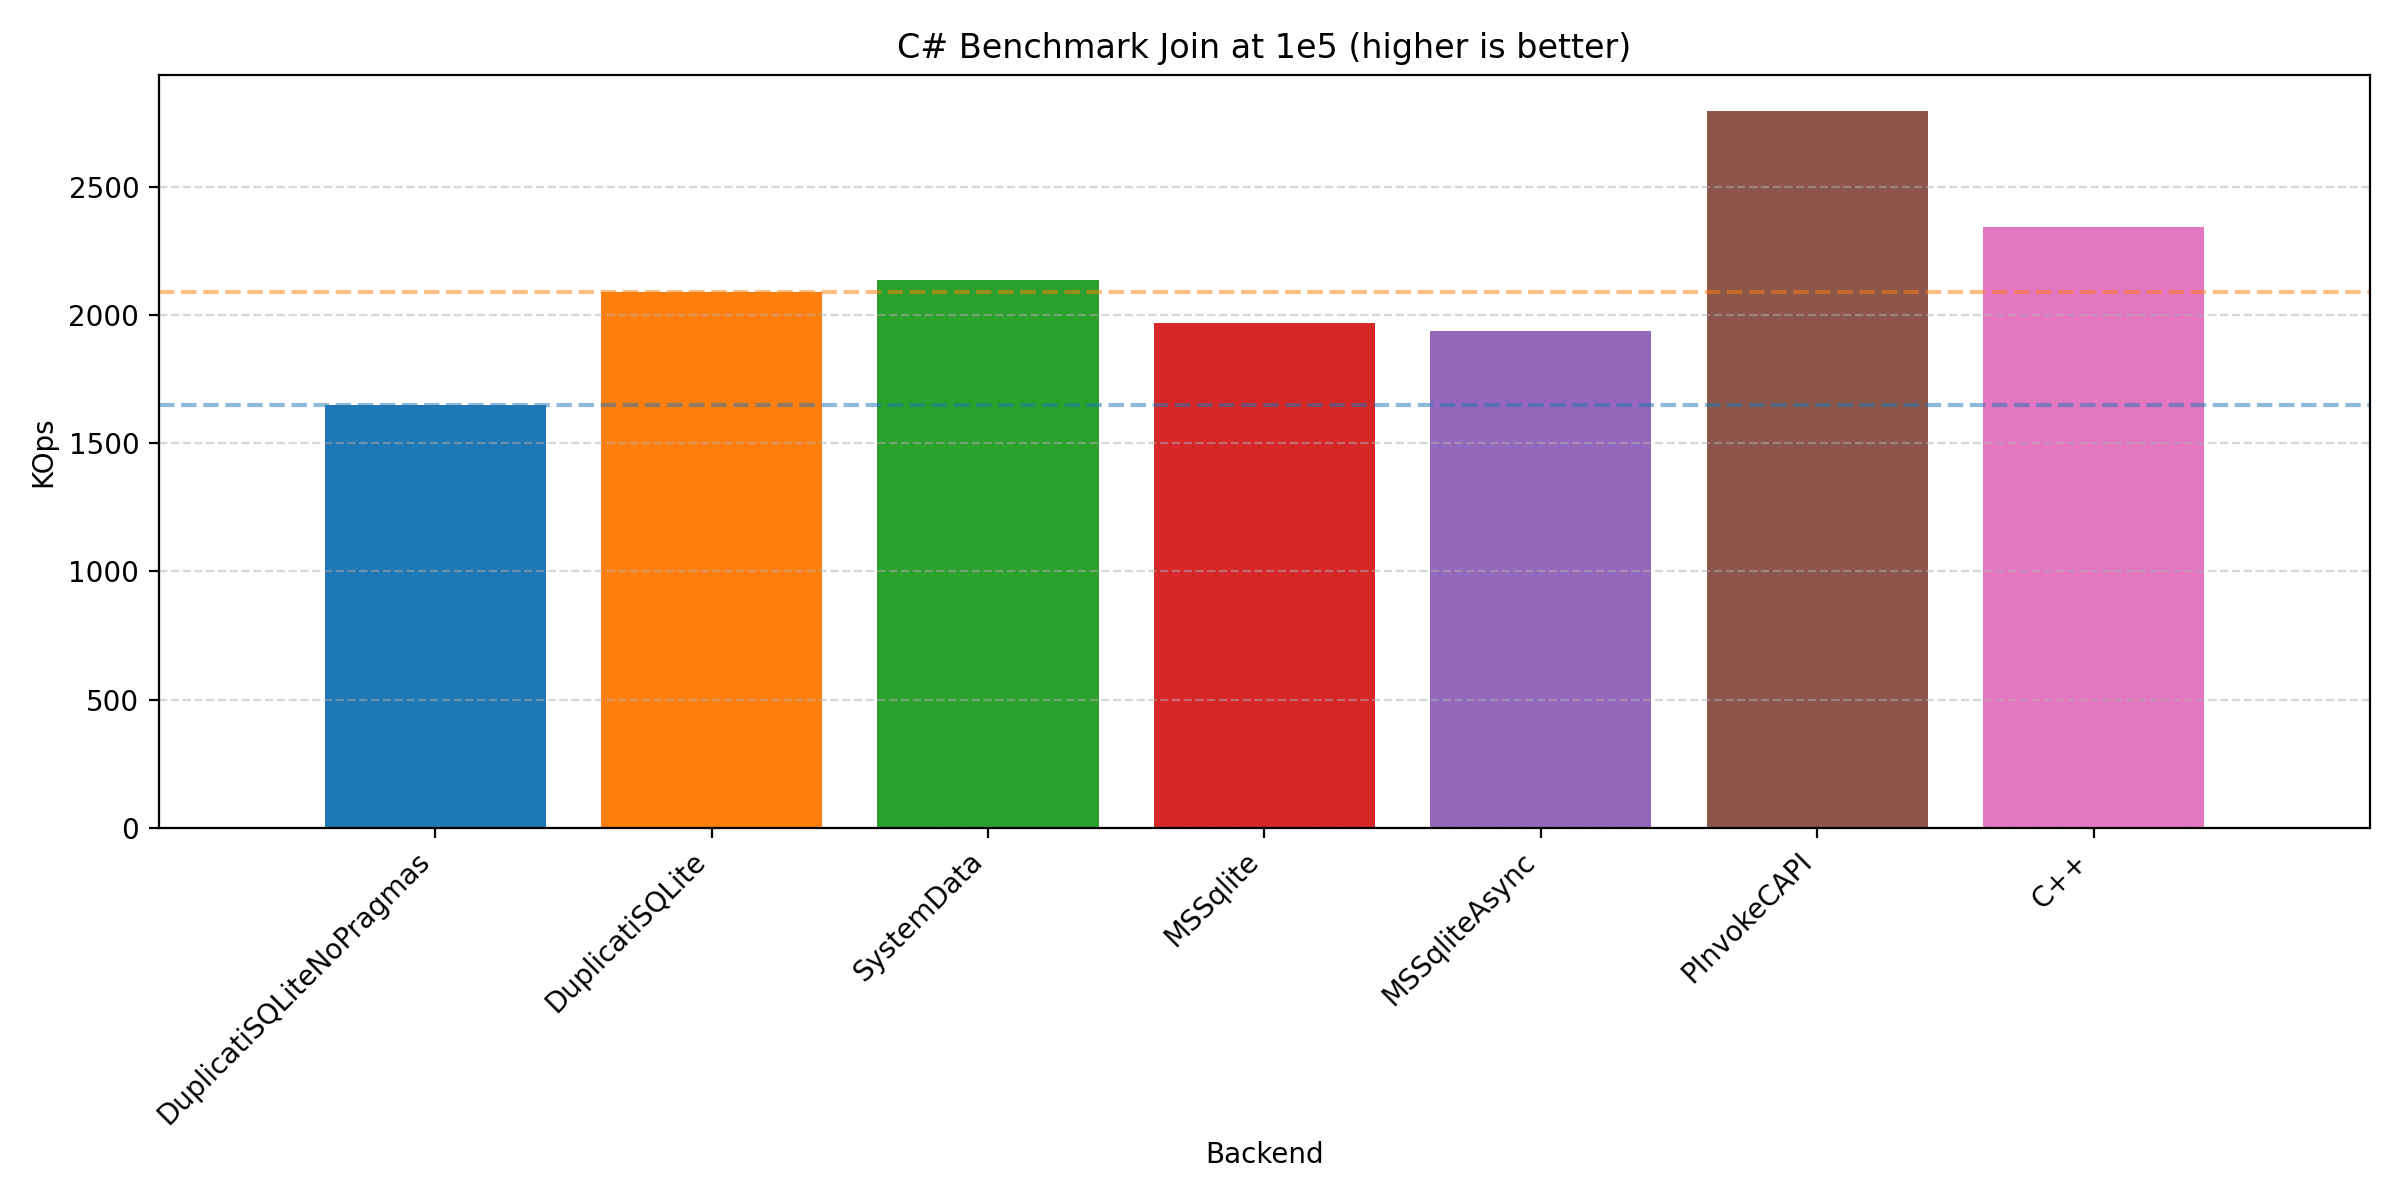 C# Benchmark Join at 1e5 (higher is better)
KOps
2500
2000
1500
1000
500
0
DuplicatiSQLiteNoPragmas
DuplicatiSQLite
SystemData
MSSqlite
MSSqliteAsync
PInvokeCAPI
C++
Backend